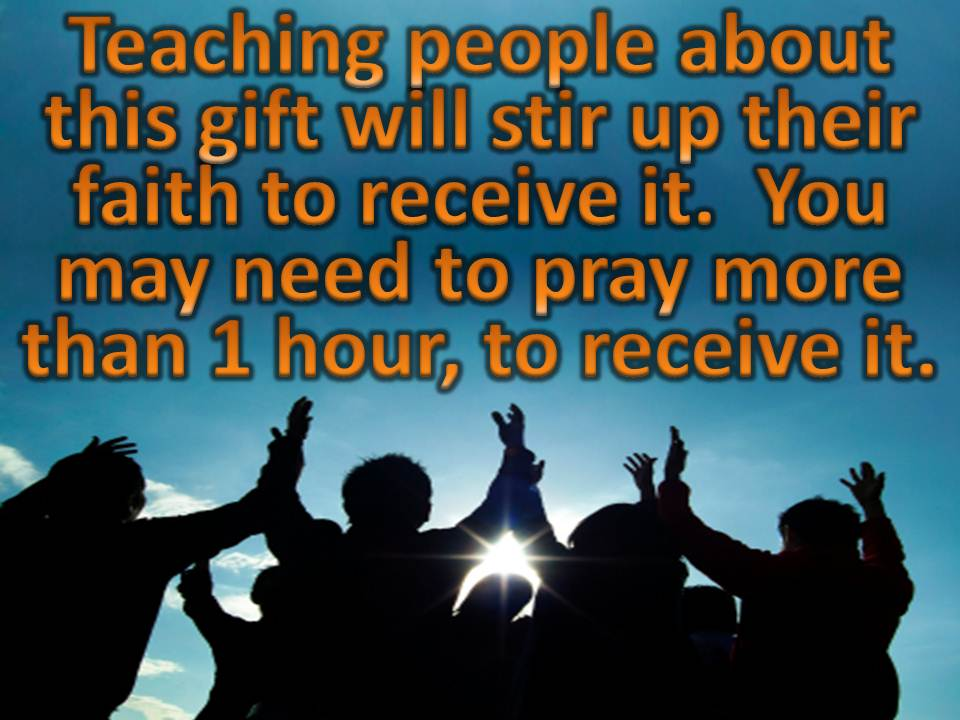 Teaching people about
this gift will stir up their
faith to receive it.  You
may need to pray more
than 1 hour, to receive it.